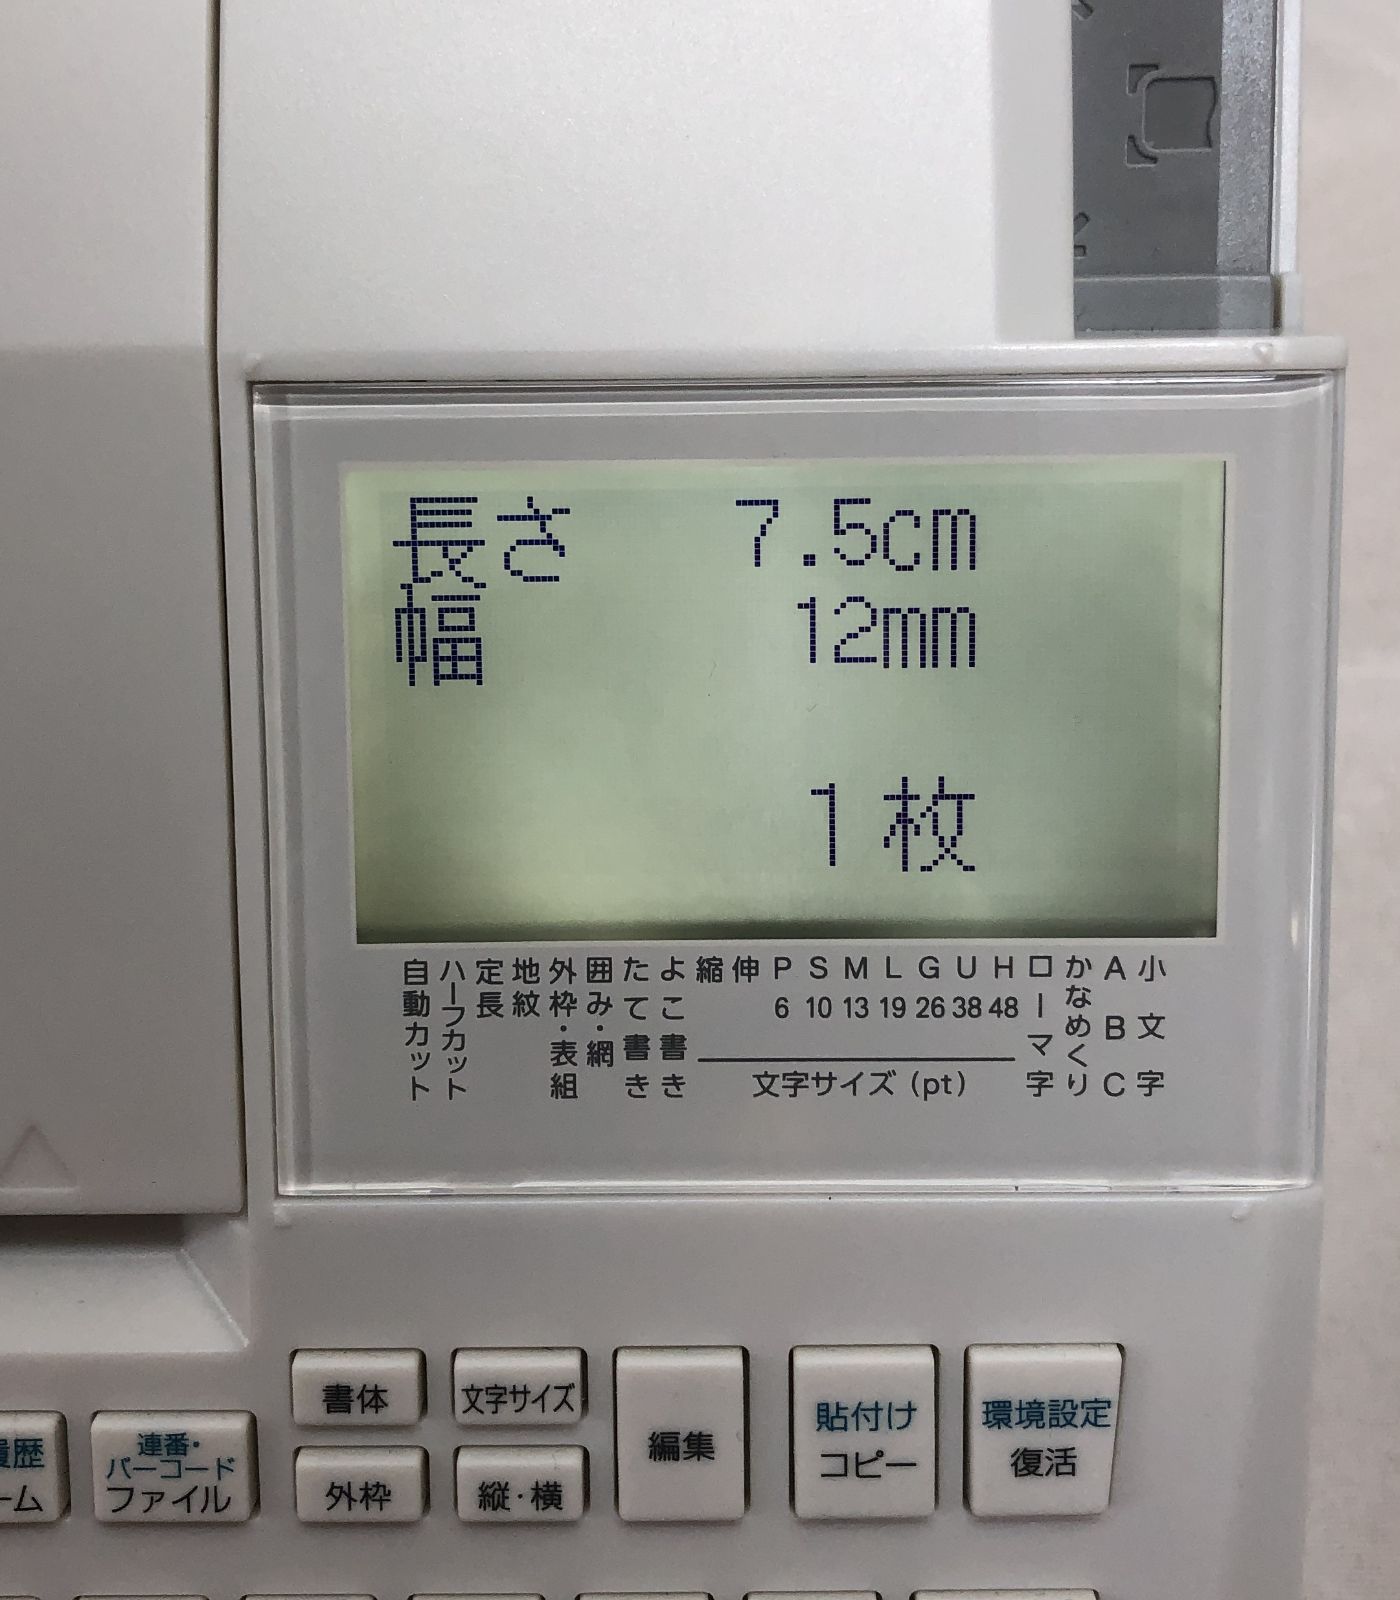 長さ 7.5cm
幅 12mm
1枚
自動カット
ハーフカット
定長
地紋
外枠・表組
囲み・網
たて書き
よこ書き
縮
伸
P S M L G U H
6 10 13 19 26 38 48
文字サイズ (pt)
ローマ字
かなめくり
ABC
小文字
書体
文字サイズ
編集
貼付け
コピー
環境設定
復活
履歴
ーム
連番・
バーコード
ファイル
外枠
縦・横